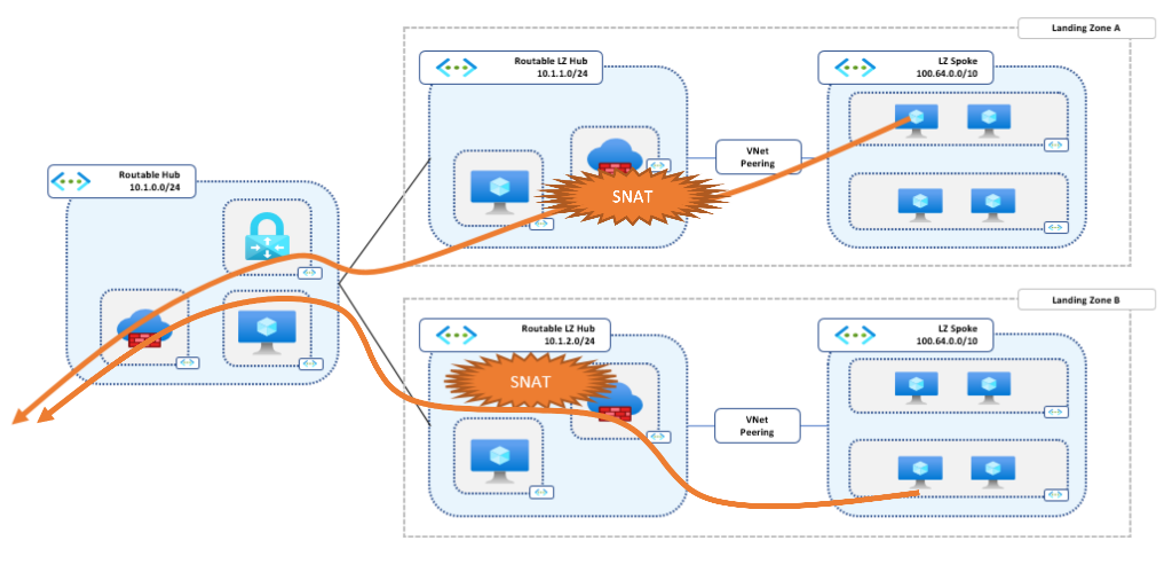 Landing Zone A
Routable LZ Hub
10.1.1.0/24
LZ Spoke
100.64.0.0/10
VNet
Peering
SNAT
Routable Hub
10.1.0.0/24
Landing Zone B
Routable LZ Hub
10.1.2.0/24
LZ Spoke
100.64.0.0/10
SNAT
VNet
Peering